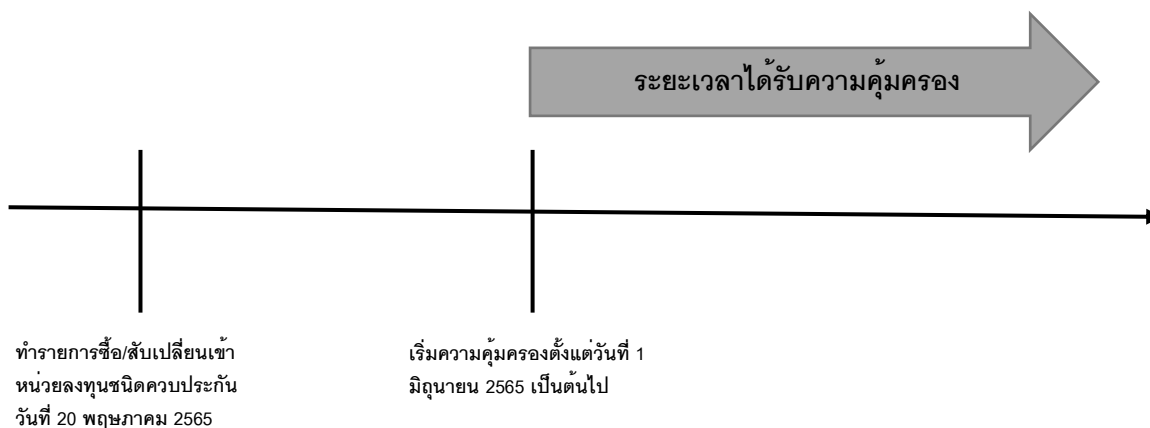 ระยะเวลาได้รับความคุ้มครอง
ทำรายการซื้อ/สับเปลี่ยนเข้า
หน่วยลงทุนชนิดควบประกัน
วันที่ 20 พฤษภาคม 2565
เริ่มความคุ้มครองตั้งแต่วันที่ 1
มิถุนายน 2565 เป็นต้นไป